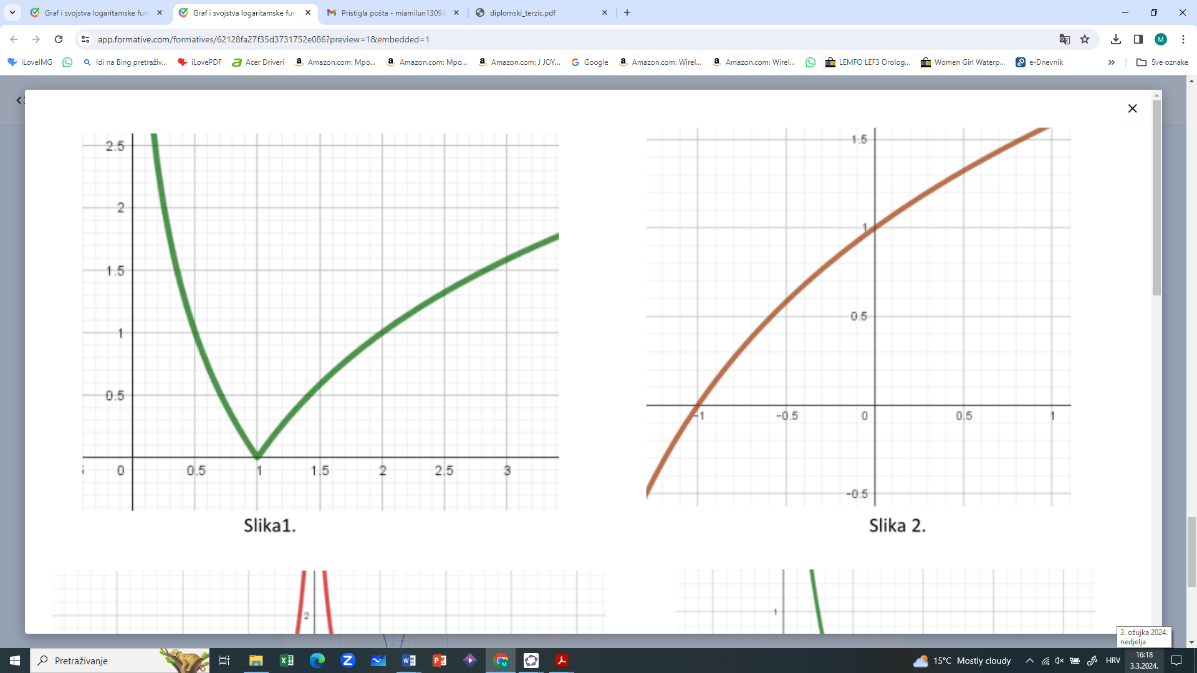 Graf i svojstva logaritamske fun
Graf i svojstva logaritamske fun
Pristigla pošta - miamilun1309
diplomski_terzic.pdf
app.formative.com/formatives/62128fa27f35d3731752e086?preview=1&embedded=1
iLoveIMG
Idi na Bing pretraživ...
iLovePDF
Acer Driveri
Amazon.com: Mpo...
Amazon.com: Mpo...
Amazon.com: J JOY...
Google
Amazon.com: Wirel...
Amazon.com: Wirel...
LEMFO LEF3 Orolog...
Women Girl Waterp...
e-Dnevnik
Sve oznake
2.5
2
1.5
1
0.5
0 0.5 1 1.5 2 2.5 3
Slika1.
1.5
1
0.5
-1 -0.5 0 0.5 1
-0.5
Slika 2.
2
1
3. ožujka 2024.
nedjelja
Pretraživanje
15°C Mostly cloudy
HRV
16:18
3.3.2024.